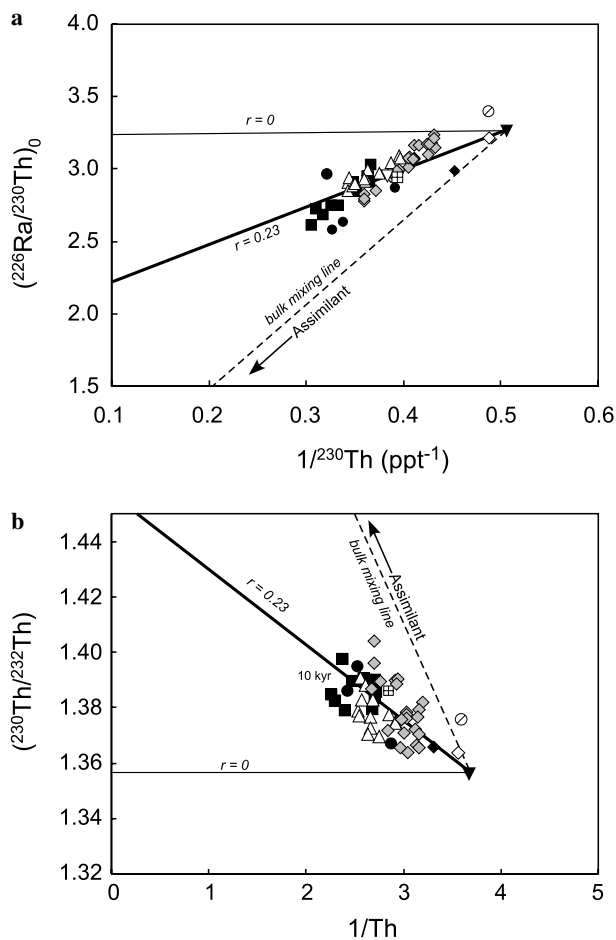 a
4.0
3.5
3.0
2.5
2.0
1.5
(²²⁶Ra/²³⁰Th)₀
r = 0
r = 0.23
bulk mixing line
Assimilant
0.1 0.2 0.3 0.4 0.5 0.6
1/²³⁰Th (ppt⁻¹)
b
1.44
1.42
1.40
1.38
1.36
1.34
1.32
(²³⁰Th/²³²Th)
r = 0.23
bulk mixing line
Assimilant
10 kyr
r = 0
0 1 2 3 4 5
1/Th